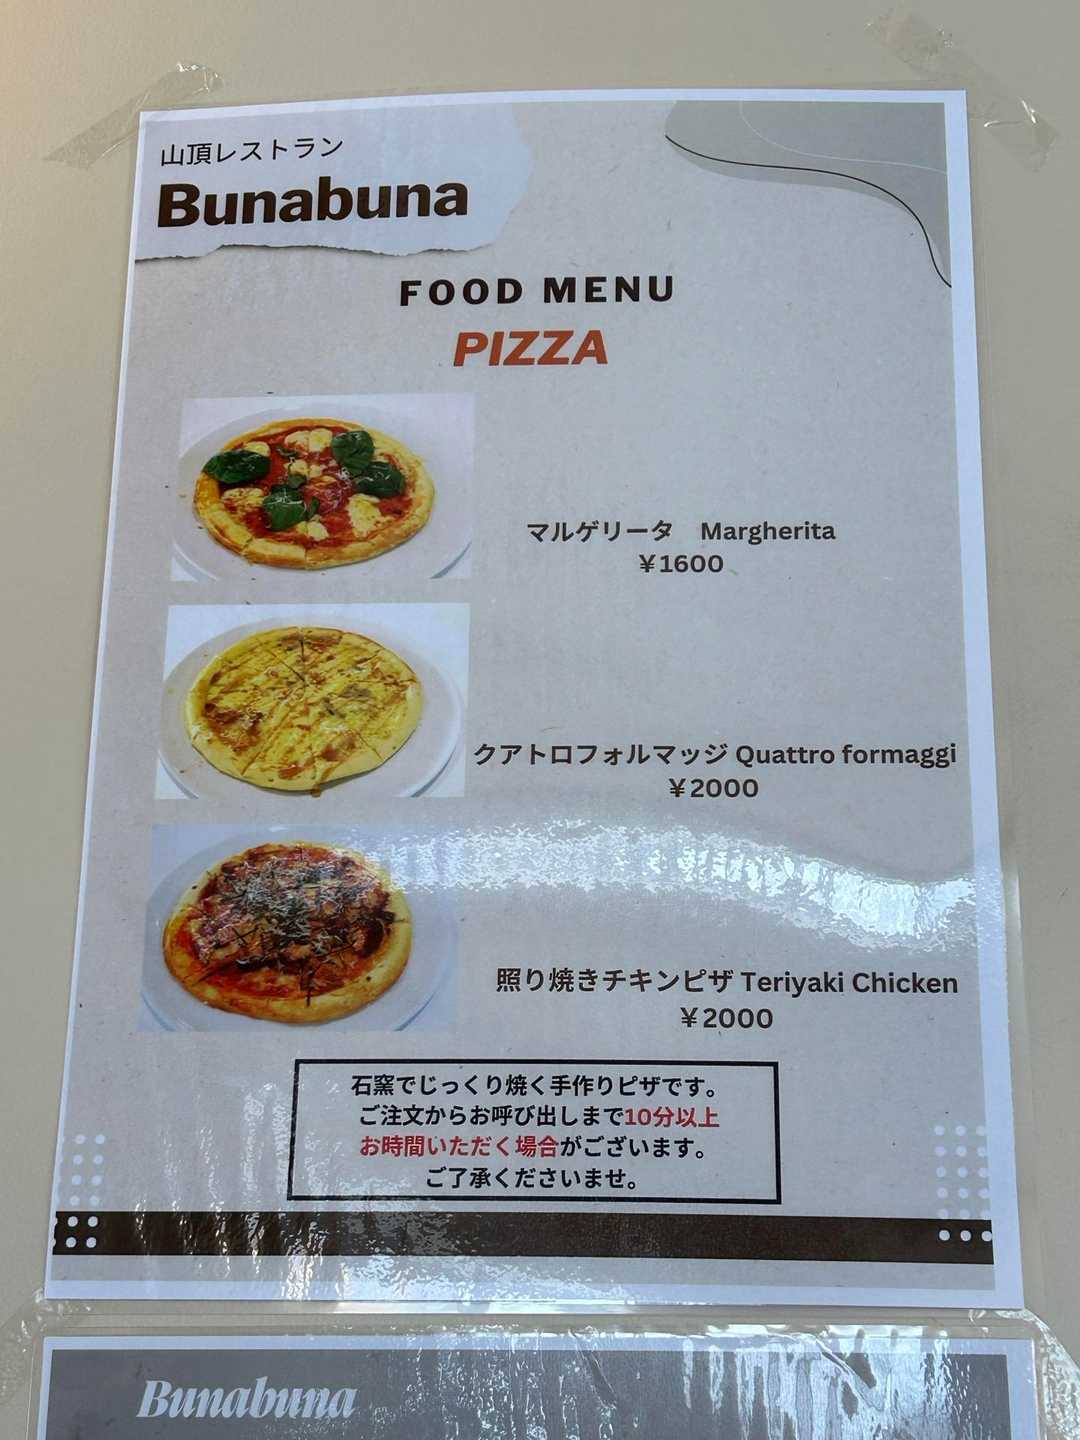 山頂レストラン
Bunabuna
FOOD MENU
PIZZA
マルゲリータ　Margherita
￥1600
クアトロフォルマッジ Quattro formaggi
￥2000
照り焼きチキンピザ Teriyaki Chicken
￥2000
石窯でじっくり焼く手作りピザです。
ご注文からお呼び出しまで10分以上
お時間いただく場合がございます。
ご了承くださいませ。
Bunabuna